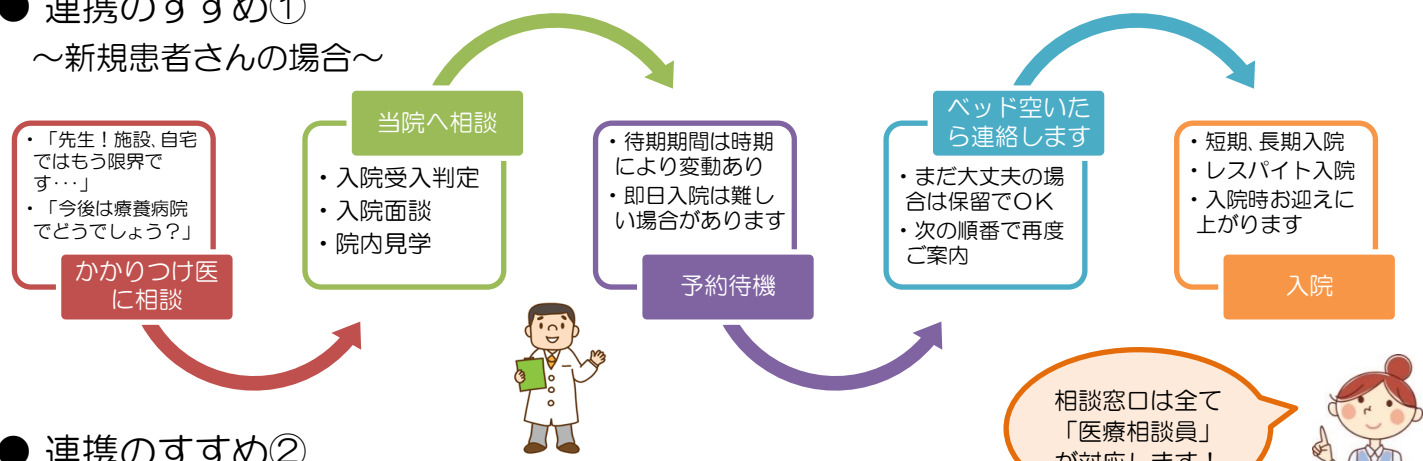 ● 連携のすすめ①
～新規患者さんの場合～
・「先生！施設、自宅
ではもう限界で
す･･･」
・「今後は療養病院
でどうでしょう？」
かかりつけ医
に相談
当院へ相談
・入院受入判定
・入院面談
・院内見学
・待期期間は時期
により変動あり
・即日入院は難し
い場合があります
予約待機
ベッド空いた
ら連絡します
・まだ大丈夫の場
合は保留でＯＫ
・次の順番で再度
ご案内
・短期、長期入院
・レスパイト入院
・入院時お迎えに
上がります
入院
相談窓口は全て
「医療相談員」
が対応します！
● 連携のすすめ②